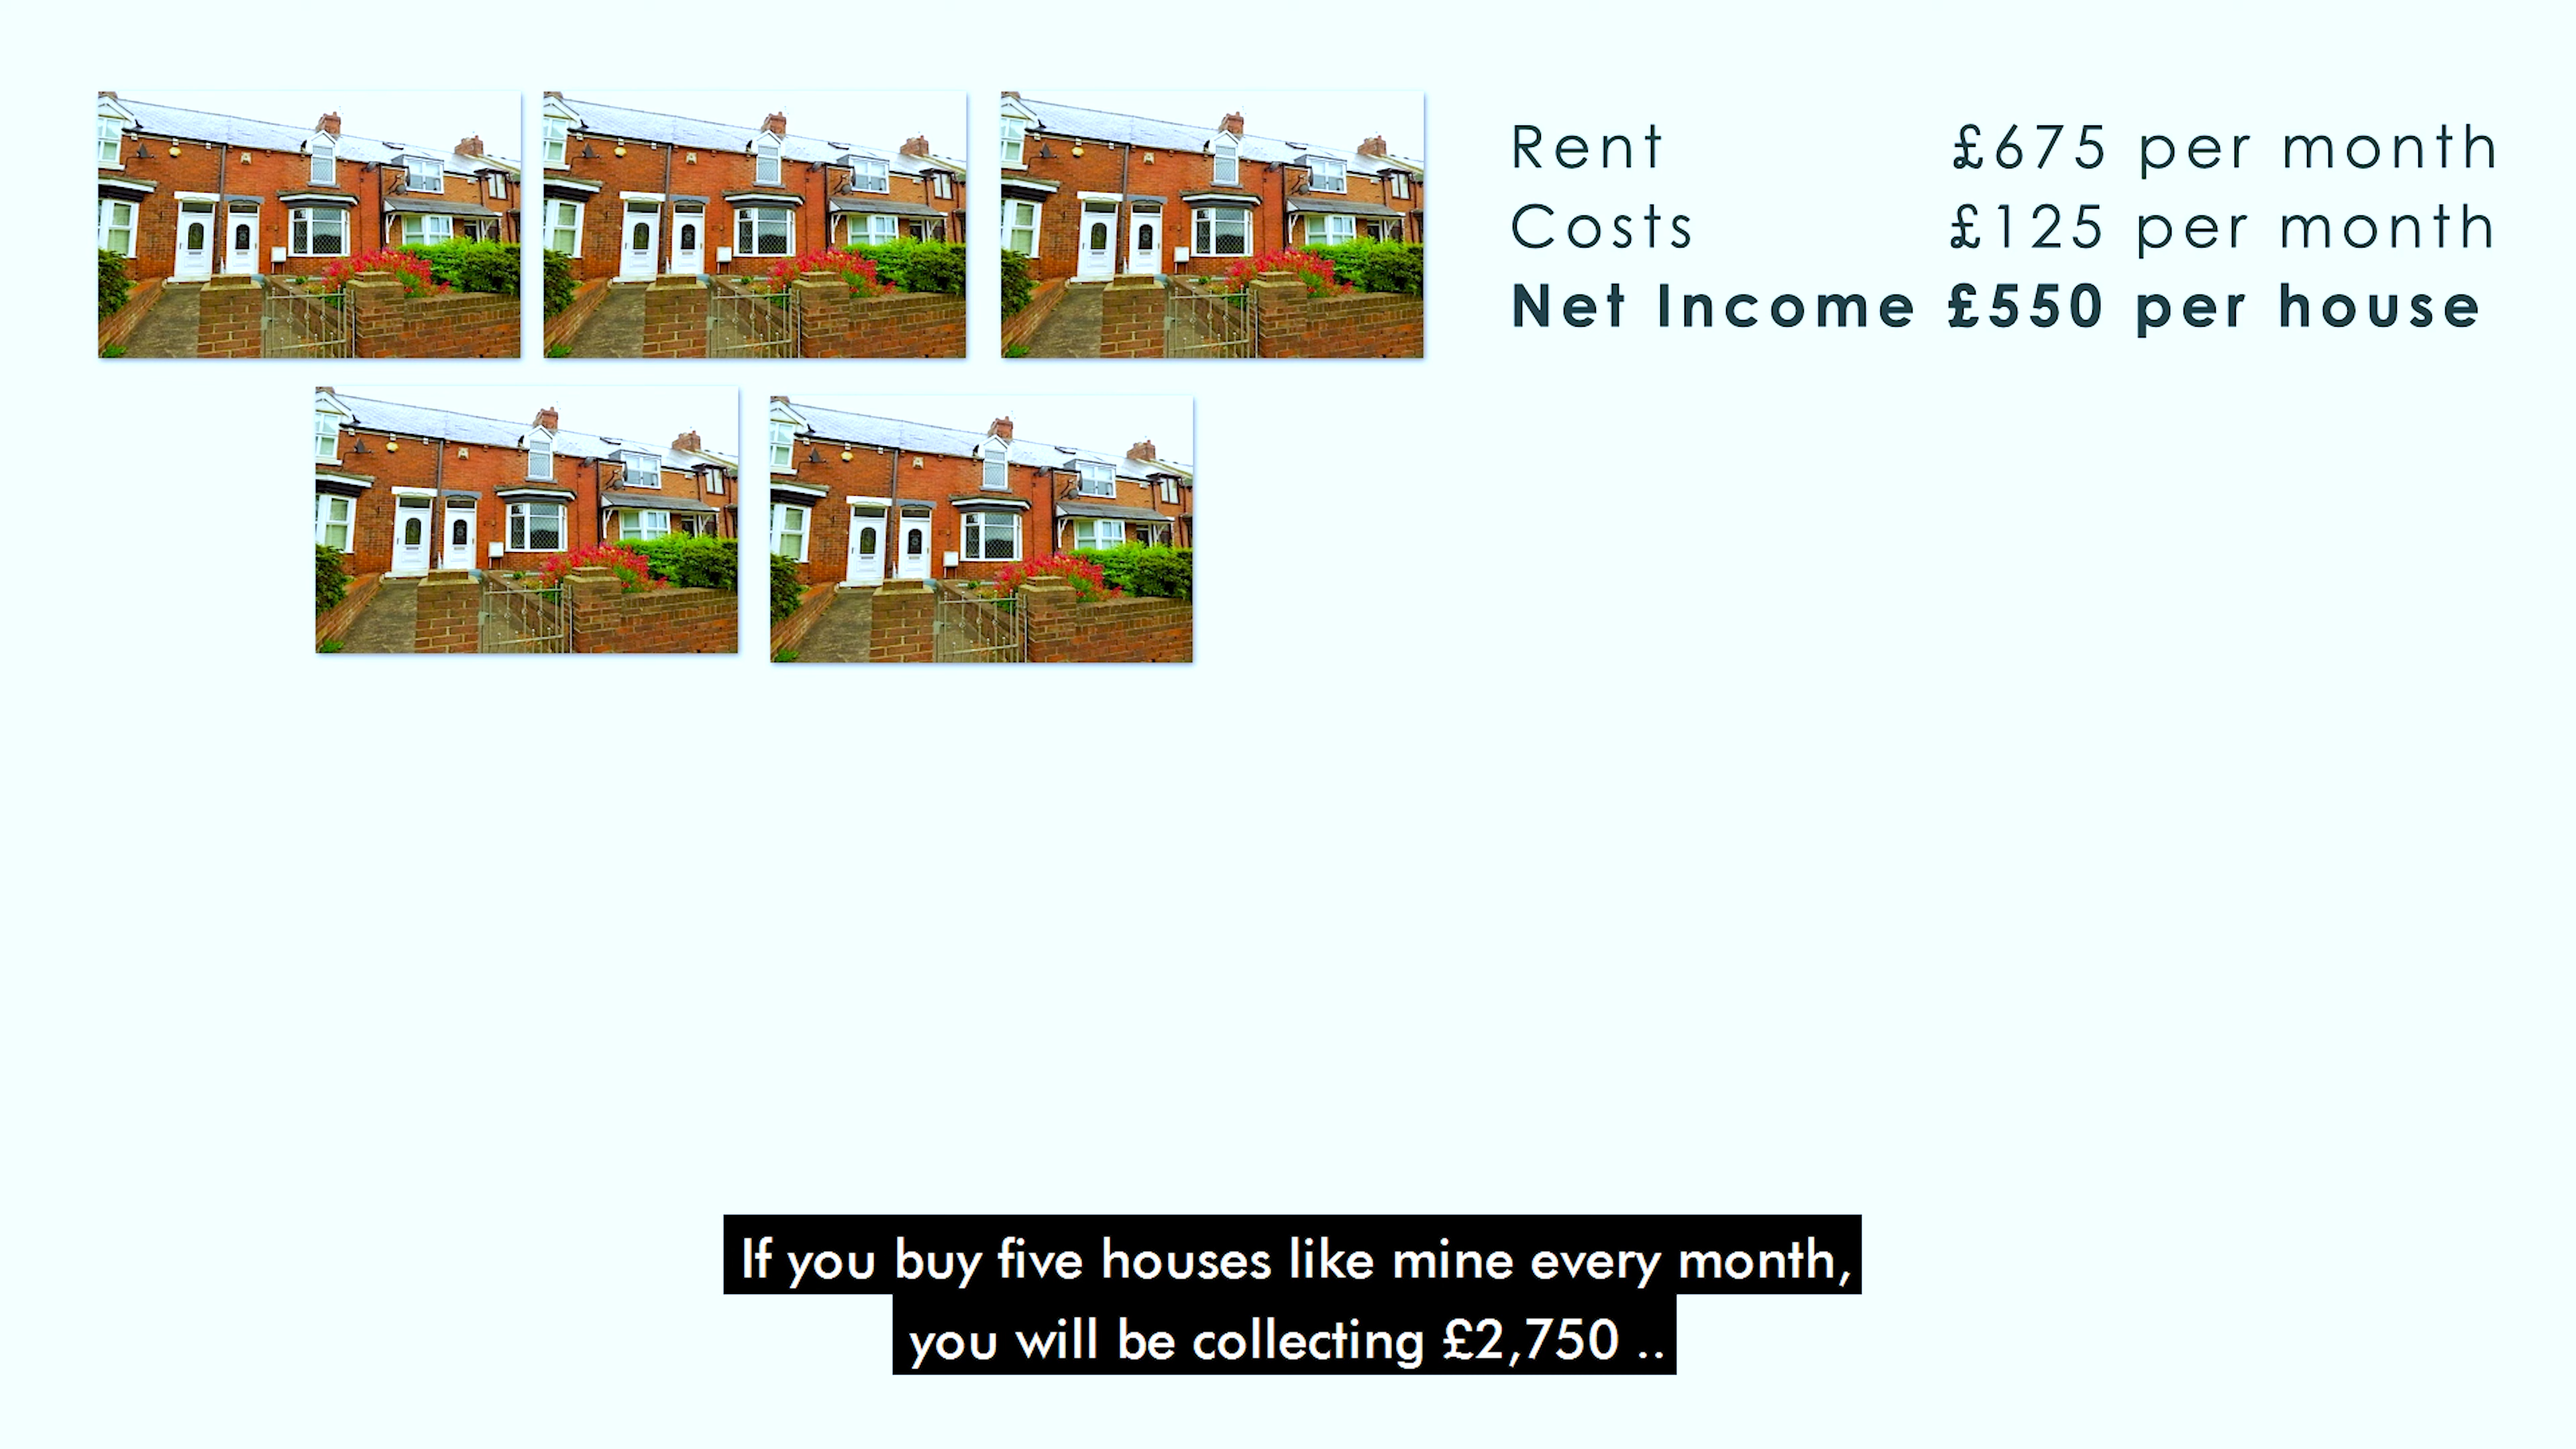 Rent £675 per month
Costs £125 per month
Net Income £550 per house
If you buy five houses like mine every month,
you will be collecting £2,750 ..